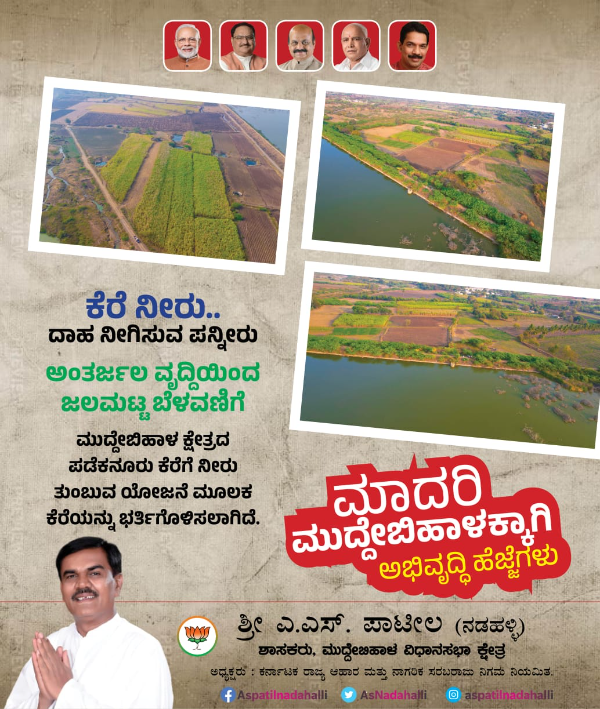 ಕೆರೆ ನೀರು..
ದಾಹ ನೀಗಿಸುವ ಪನ್ನೀರು
ಅಂತರ್ಜಲ ವೃದ್ದಿಯಿಂದ
ಜಲಮಟ್ಟ ಬೆಳವಣಿಗೆ
ಮುದ್ದೇಬಿಹಾಳ ಕ್ಷೇತ್ರದ
ಪಡೆಕನೂರು ಕೆರೆಗೆ ನೀರು
ತುಂಬುವ ಯೋಜನೆ ಮೂಲಕ
ಕೆರೆಯನ್ನು ಭರ್ತಿಗೊಳಿಸಲಾಗಿದೆ.
ಮಾದರಿ
ಮುದ್ದೇಬಿಹಾಳಕ್ಕಾಗಿ
ಅಭಿವೃದ್ಧಿ ಹೆಜ್ಜೆಗಳು
ಶ್ರೀ ಎ.ಎಸ್. ಪಾಟೀಲ (ನಡಹಳ್ಳಿ)
ಶಾಸಕರು, ಮುದ್ದೇಬಿಹಾಳ ವಿಧಾನಸಭಾ ಕ್ಷೇತ್ರ
ಅಧ್ಯಕ್ಷರು : ಕರ್ನಾಟಕ ರಾಜ್ಯ ಆಹಾರ ಮತ್ತು ನಾಗರಿಕ ಸರಬರಾಜು ನಿಗಮ ನಿಯಮಿತ.
Aspatilnadahalli AsNadahalli aspatilnadahalli